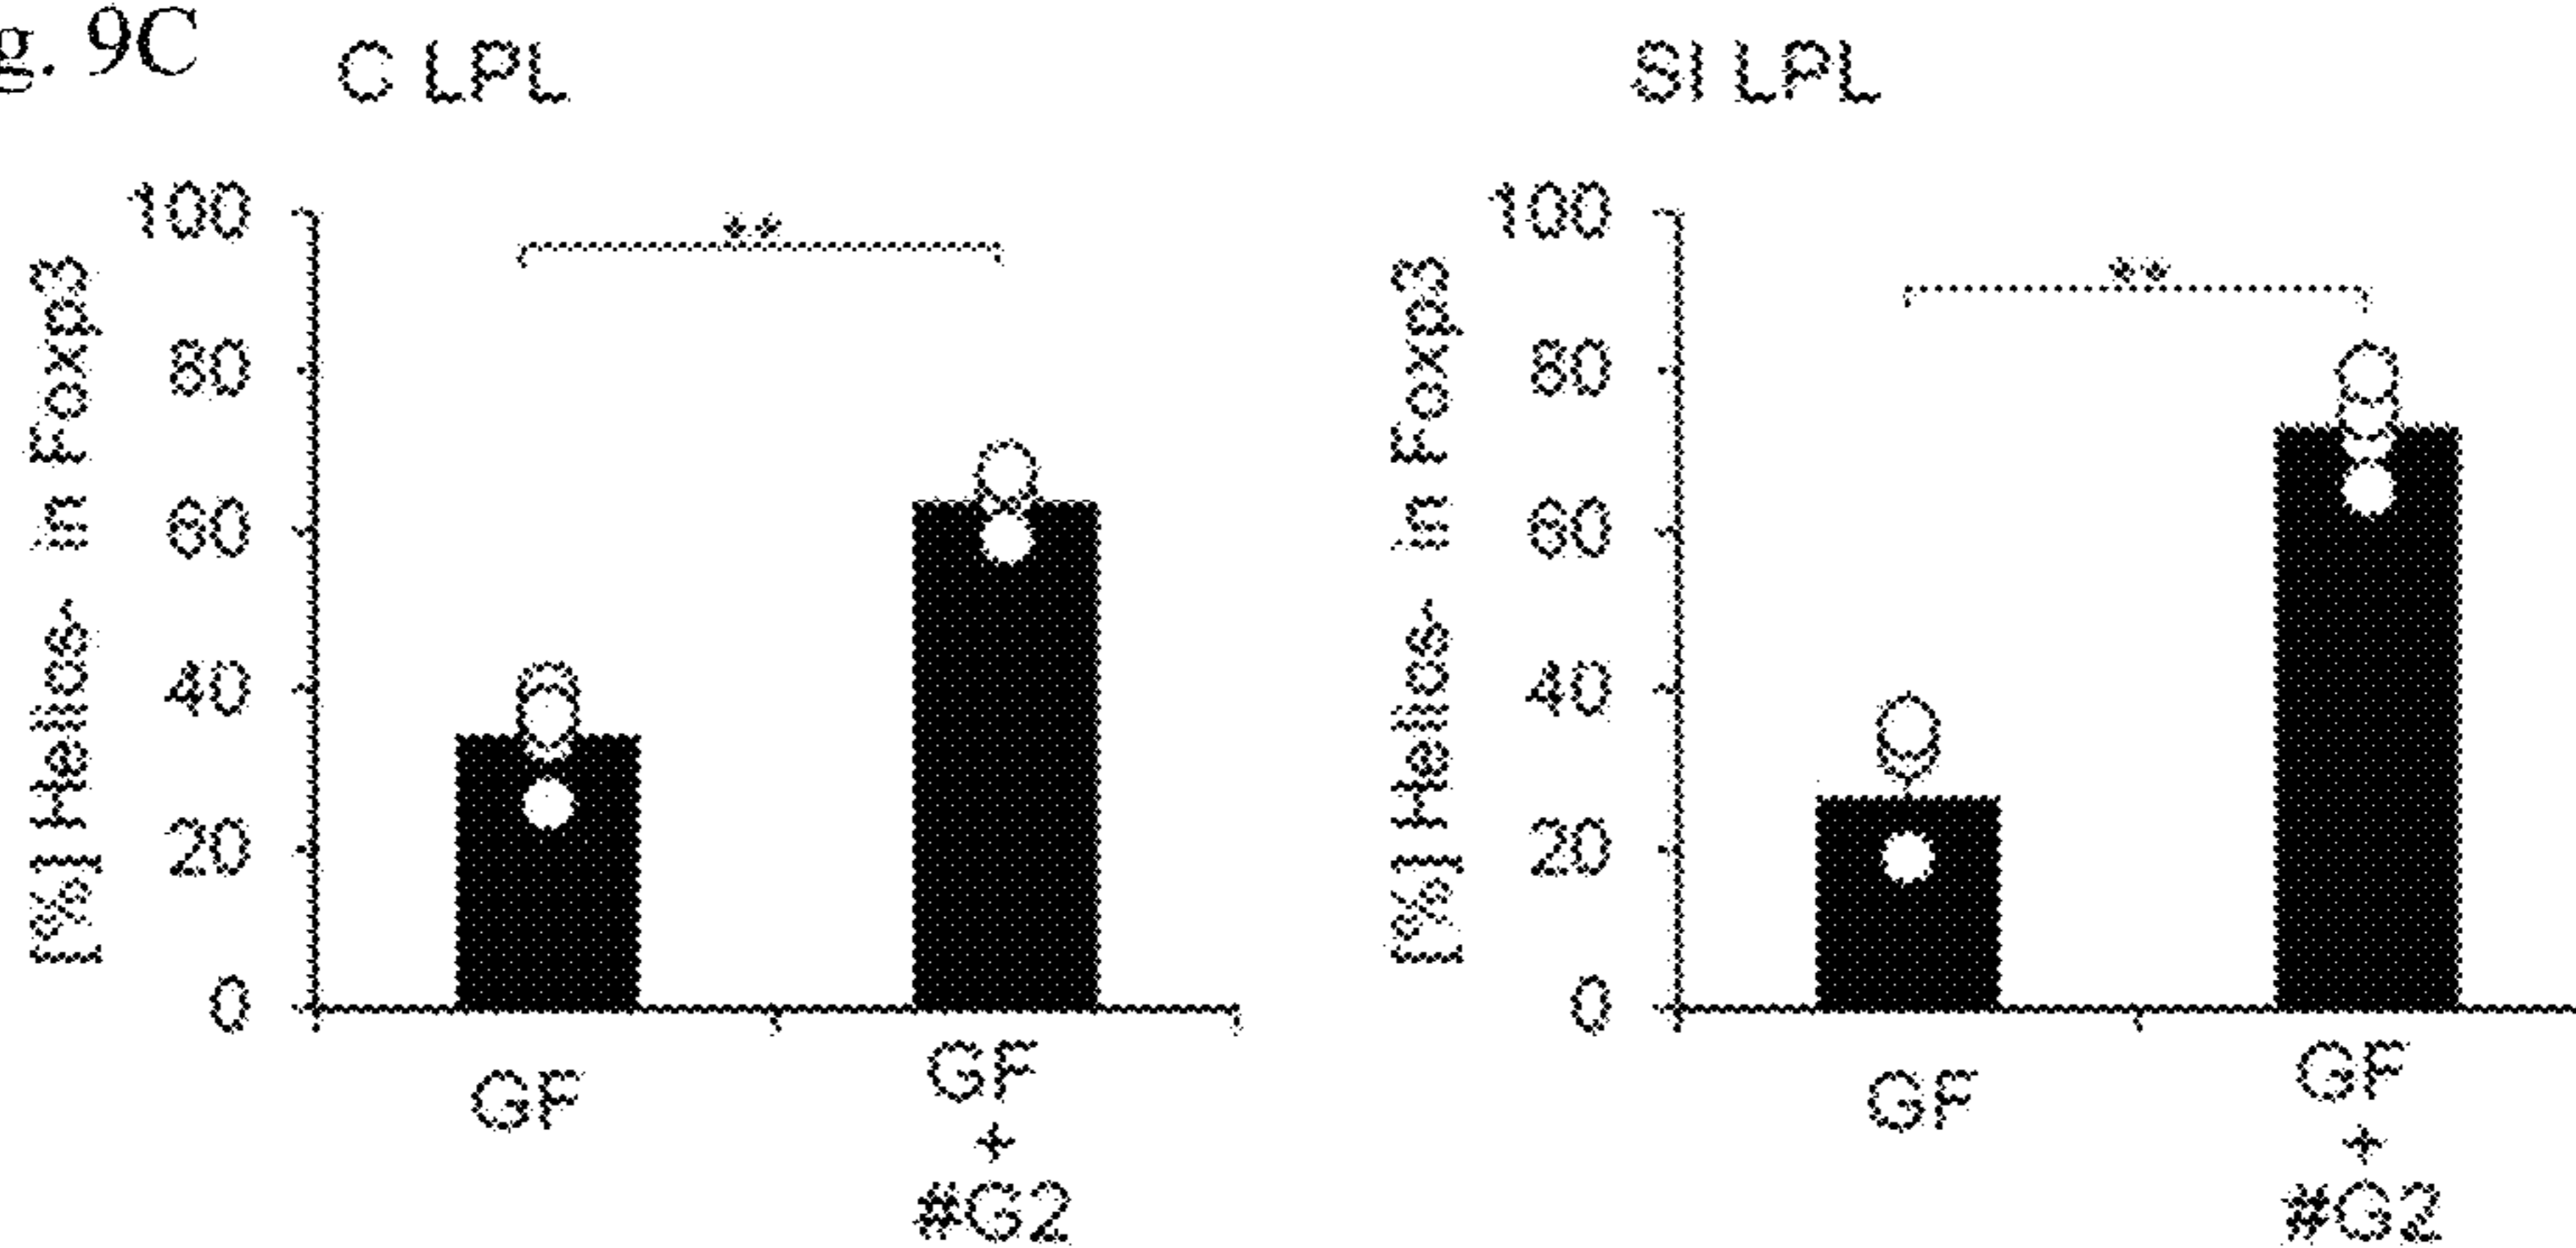 g. 9C
C LPL
[%] Helios- in Foxp3
100
80
60
40
20
0
**
GF
GF
+
#G2
SI LPL
[%] Helios- in Foxp3
100
80
60
40
20
0
**
GF
GF
+
#G2